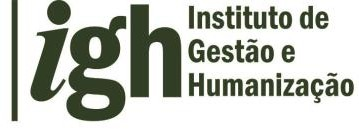 igh
Instituto de
Gestão e
Humanização